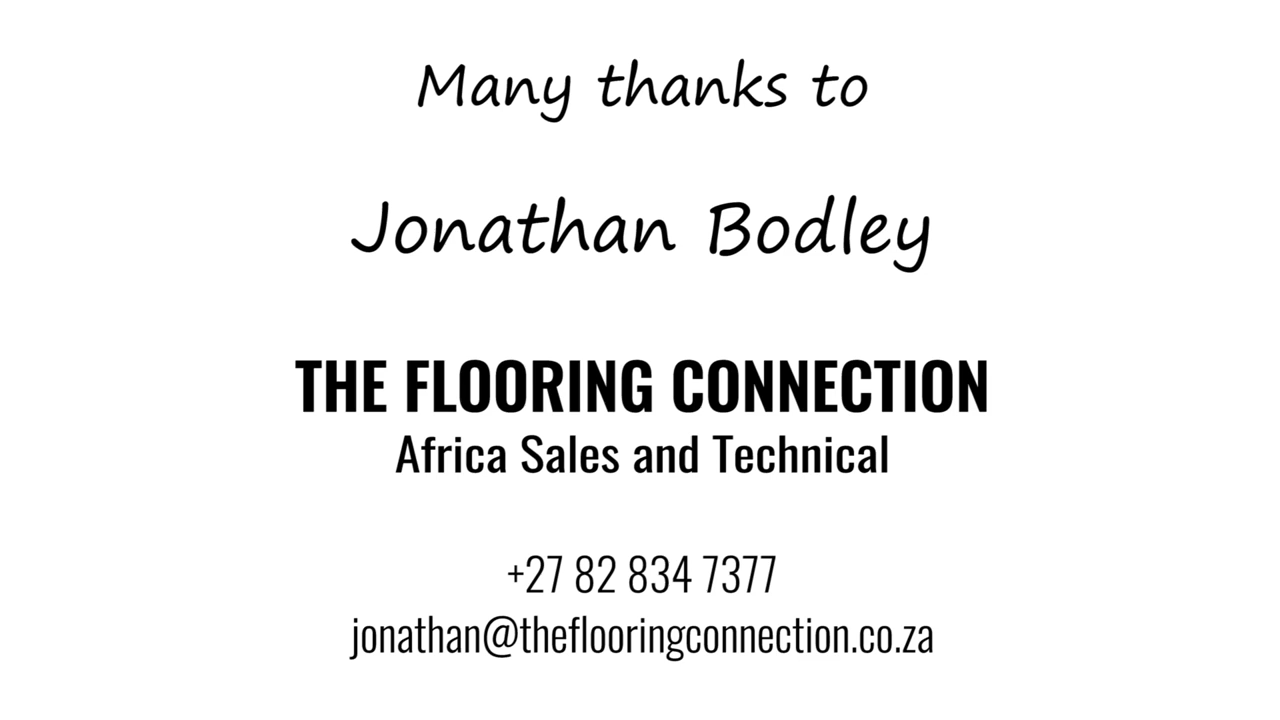 Many thanks to
Jonathan Bodley
THE FLOORING CONNECTION
Africa Sales and Technical
+27 82 834 7377
jonathan@theflooringconnection.co.za